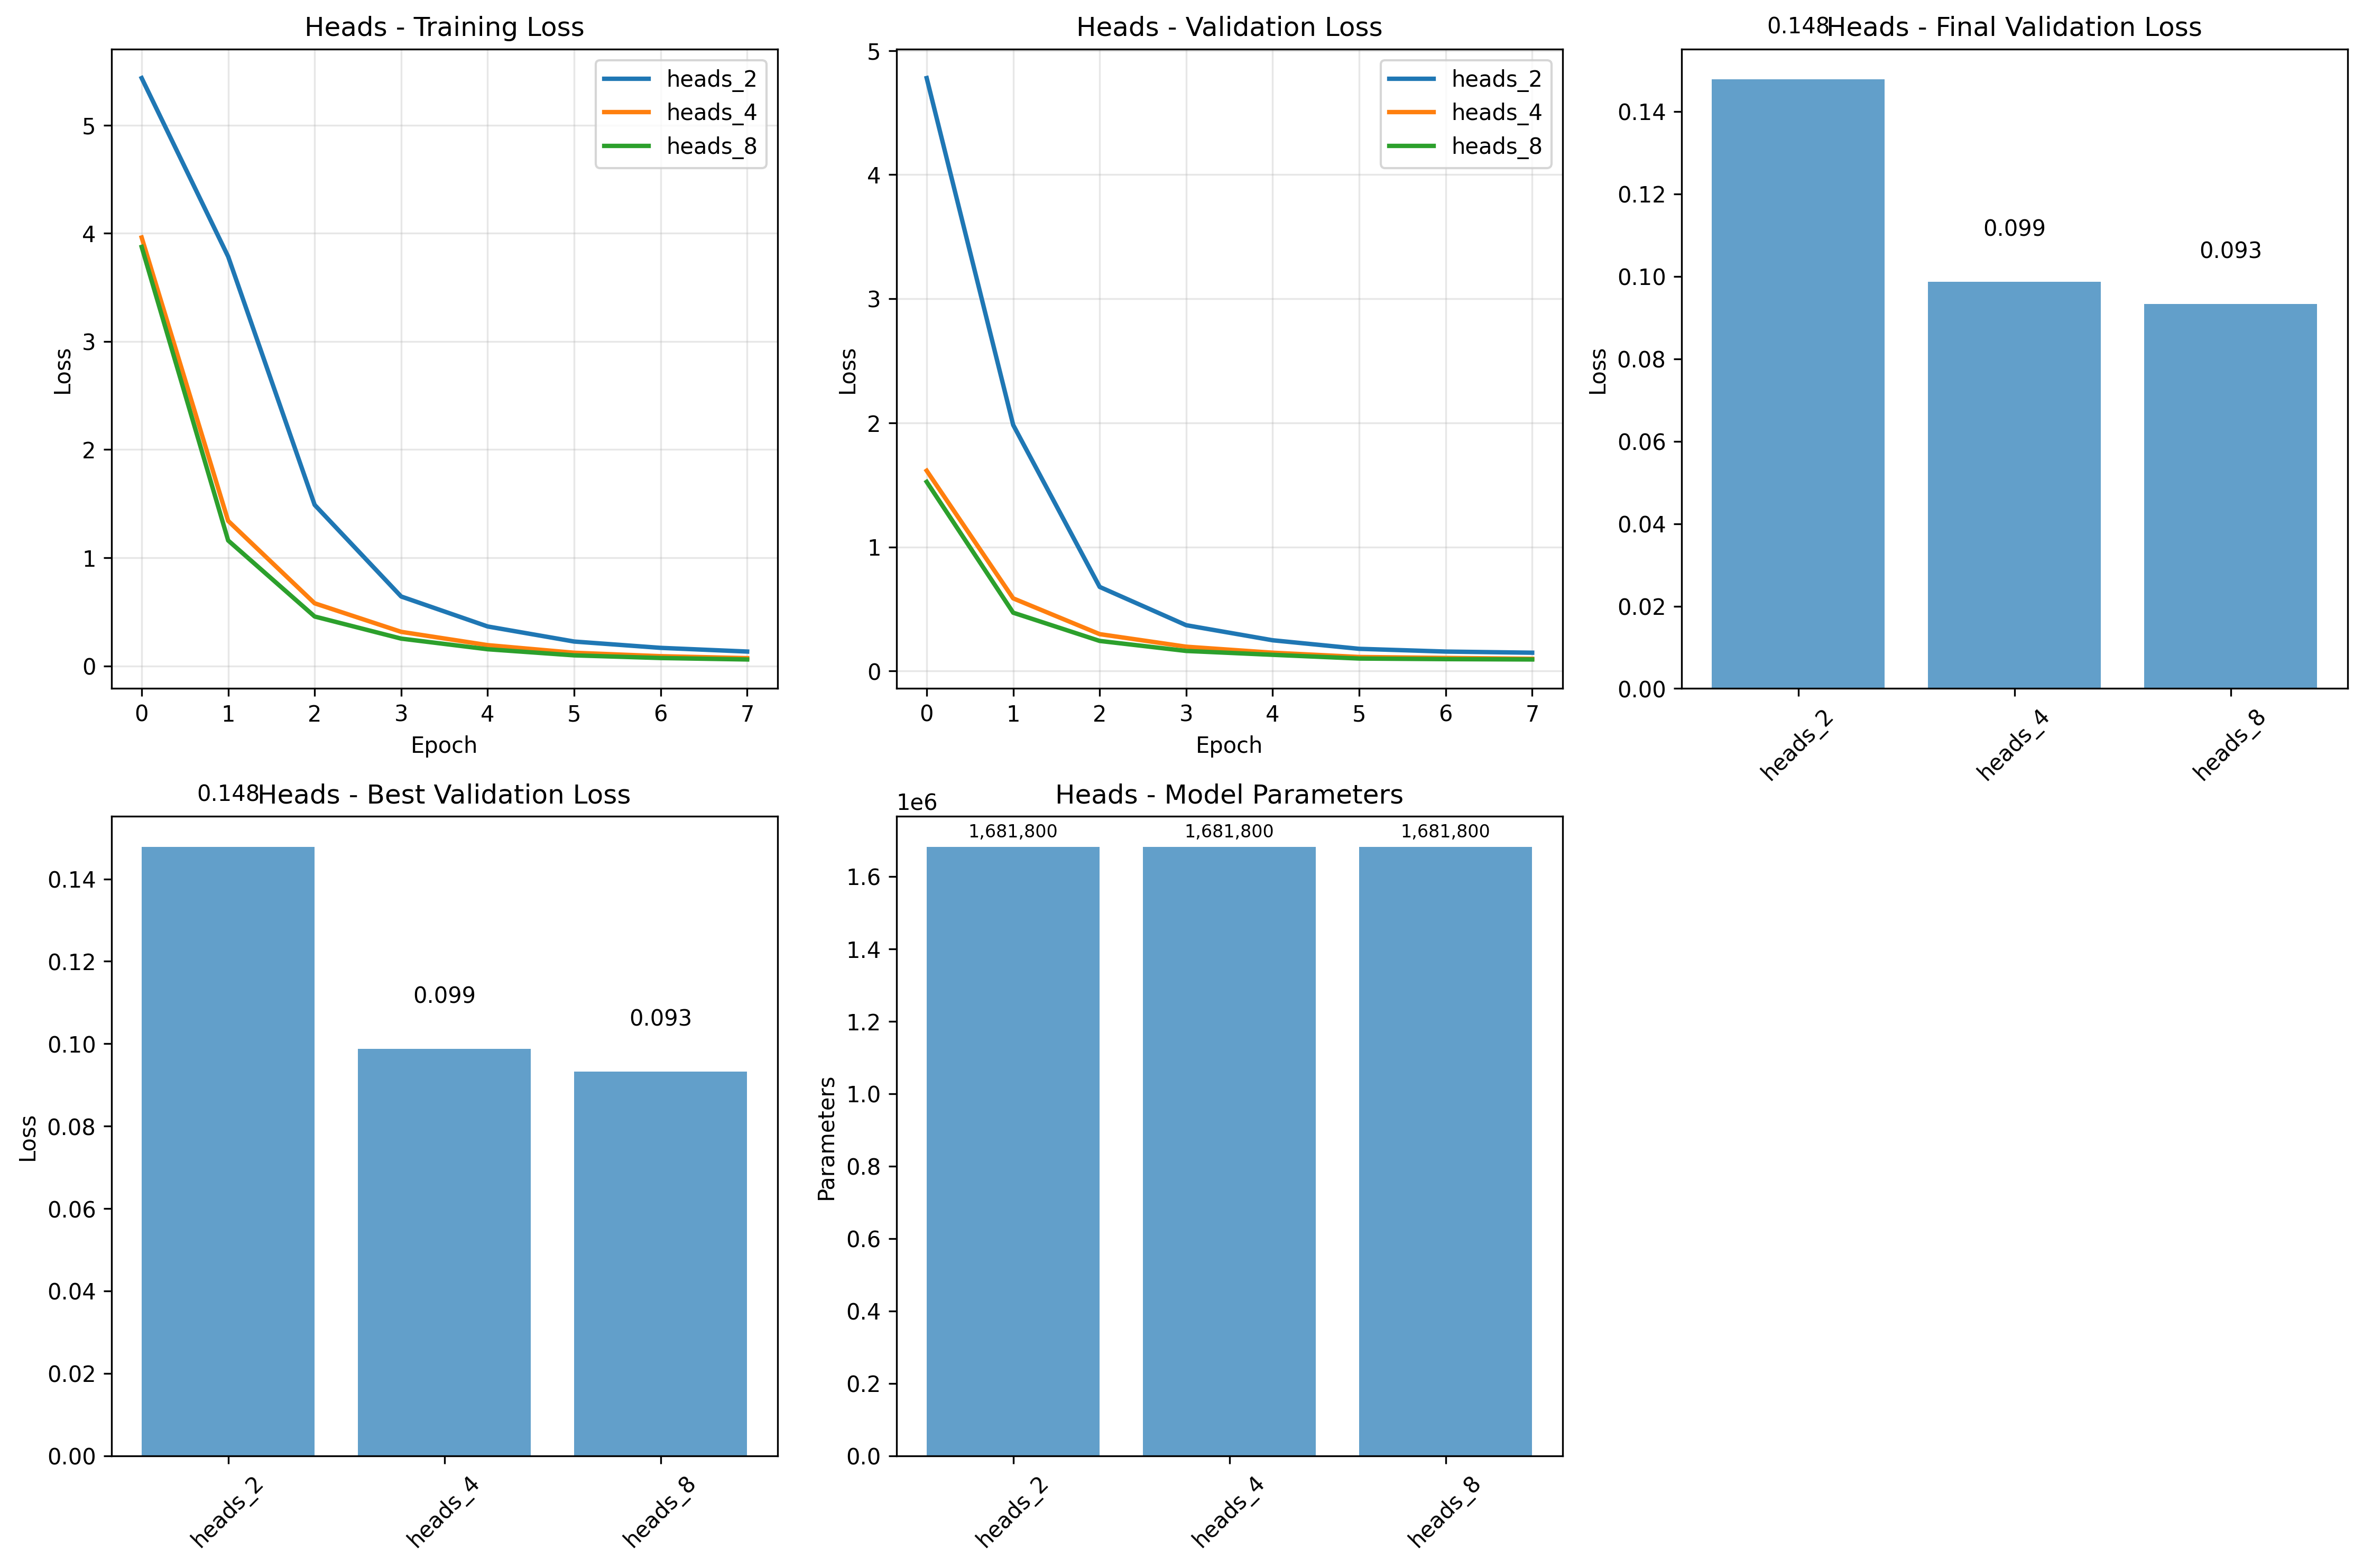 Heads - Training Loss
Loss
5
4
3
2
1
0
0 1 2 3 4 5 6 7
Epoch
heads_2
heads_4
heads_8
Heads - Validation Loss
Loss
5
4
3
2
1
0
0 1 2 3 4 5 6 7
Epoch
heads_2
heads_4
heads_8
Heads - Final Validation Loss
Loss
0.14
0.12
0.10
0.08
0.06
0.04
0.02
0.00
0.148
0.099
0.093
heads_2
heads_4
heads_8
Heads - Best Validation Loss
Loss
0.14
0.12
0.10
0.08
0.06
0.04
0.02
0.00
0.148
0.099
0.093
heads_2
heads_4
heads_8
Heads - Model Parameters
1e6
Parameters
1.6
1.4
1.2
1.0
0.8
0.6
0.4
0.2
0.0
1,681,800
1,681,800
1,681,800
heads_2
heads_4
heads_8